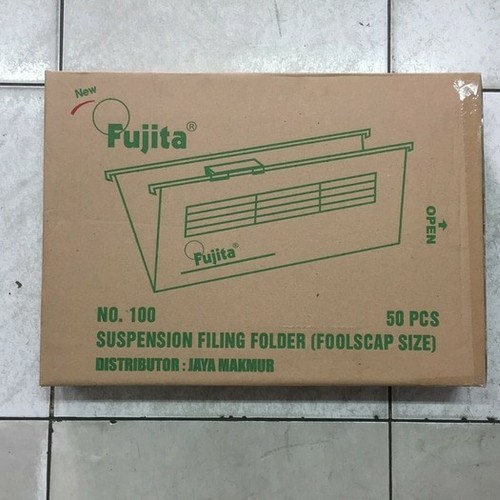 New
Fujita®
Fujita®
OPEN
NO. 100
50 PCS
SUSPENSION FILING FOLDER (FOOLSCAP SIZE)
DISTRIBUTOR : JAYA MAKMUR